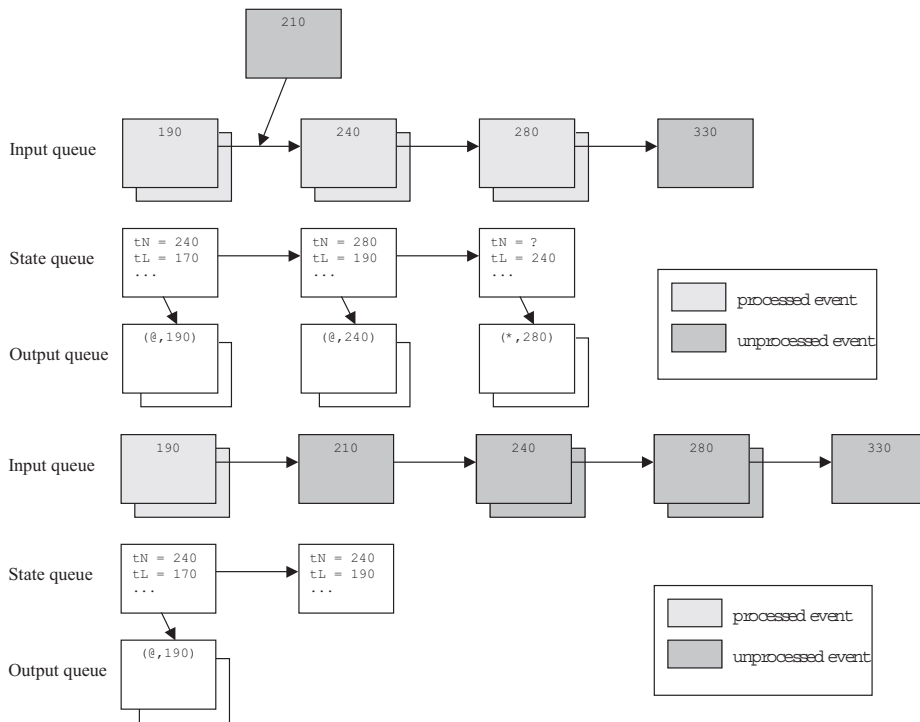 210
Input queue
190
240
280
330
State queue
tN = 240
tL = 170
...
tN = 280
tL = 190
...
tN = ?
tL = 240
...
Output queue
(@,190)
(@,240)
(*,280)
processed event
unprocessed event
Input queue
190
210
240
280
330
State queue
tN = 240
tL = 170
...
tN = 240
tL = 190
...
Output queue
(@,190)
processed event
unprocessed event